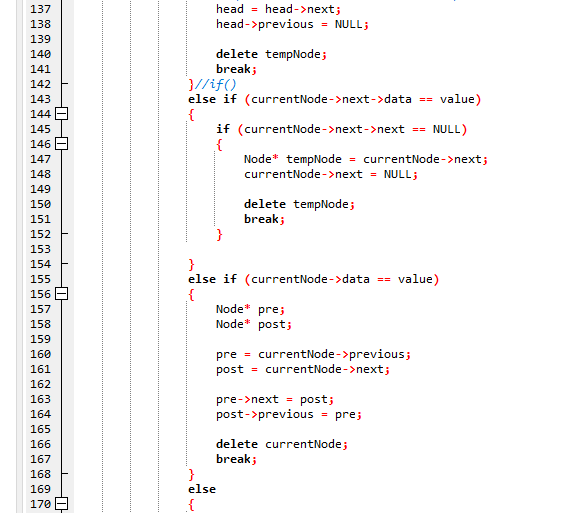 137 head = head->next;
138 head->previous = NULL;
139
140 delete tempNode;
141 break;
142 }//if()
143 else if (currentNode->next->data == value)
144 {
145 if (currentNode->next->next == NULL)
146 {
147 Node* tempNode = currentNode->next;
148 currentNode->next = NULL;
149
150 delete tempNode;
151 break;
152 }
153
154 }
155 else if (currentNode->data == value)
156 {
157 Node* pre;
158 Node* post;
159
160 pre = currentNode->previous;
161 post = currentNode->next;
162
163 pre->next = post;
164 post->previous = pre;
165
166 delete currentNode;
167 break;
168 }
169 else
170 {